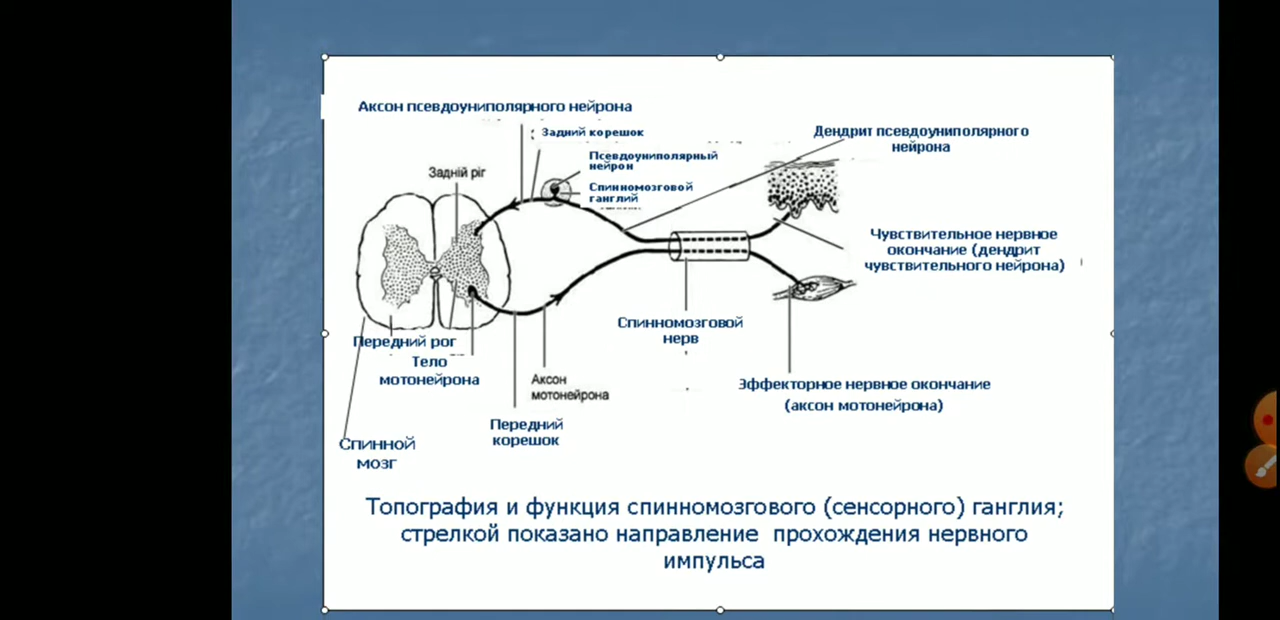 Аксон псевдоуниполярного нейрона
Задний корешок
Дендрит псевдоуниполярного
нейрона
Псевдоуниполярный
нейрон
Задній ріг
Спинномозговой
ганглий
Чувствительное нервное
окончание (дендрит
чувствительного нейрона)
Спинномозговой
нерв
Передний рог
Тело
мотонейрона
Аксон
мотонейрона
Эффекторное нервное окончание
(аксон мотонейрона)
Передний
корешок
Спинной
мозг
Топография и функция спинномозгового (сенсорного) ганглия;
стрелкой показано направление прохождения нервного
импульса